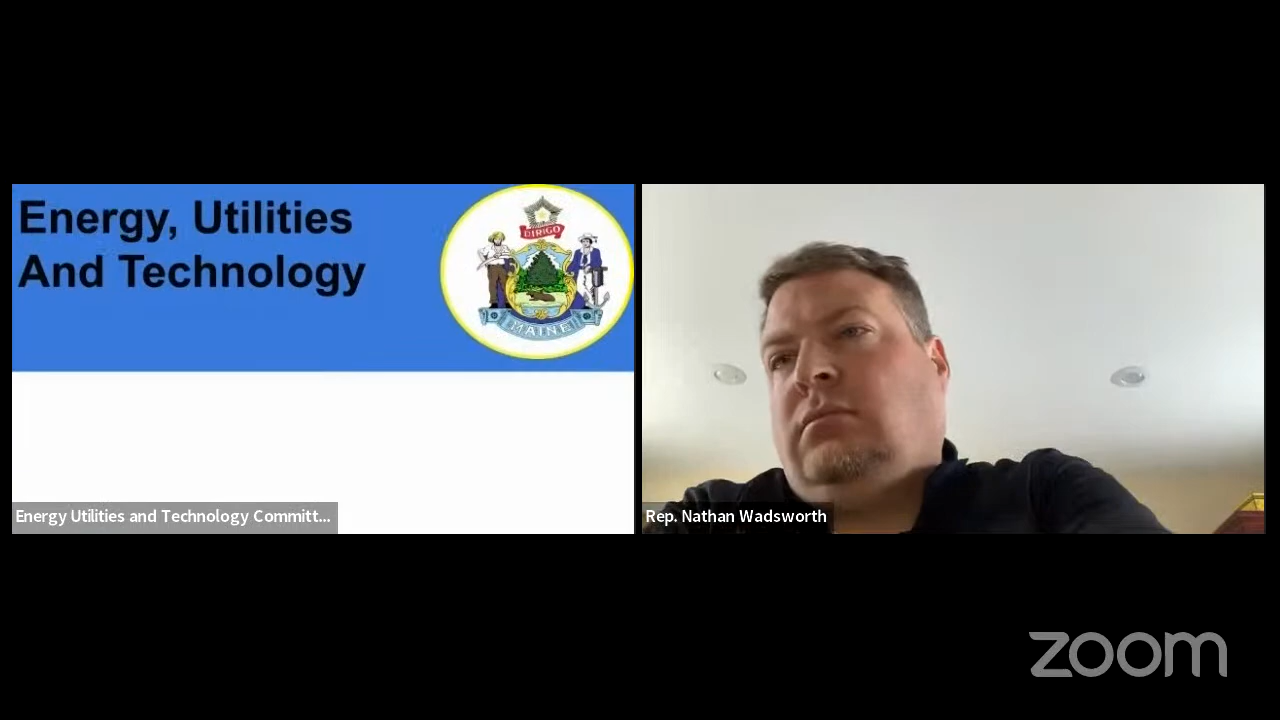 Energy, Utilities
And Technology
DIRIGO
MAINE
Energy Utilities and Technology Committ...
Rep. Nathan Wadsworth
zoom